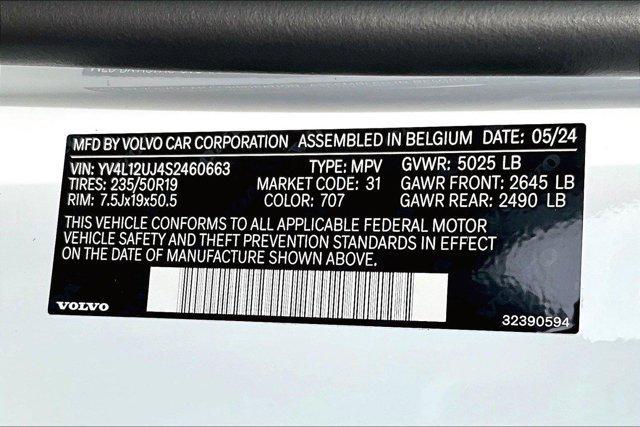 MFD BY VOLVO CAR CORPORATION ASSEMBLED IN BELGIUM DATE: 05/24
VIN: YV4L12UJ4S2460663 TYPE: MPV GVWR: 5025 LB
TIRES: 235/50R19 MARKET CODE: 31 GAWR FRONT: 2645 LB
RIM: 7.5Jx19x50.5 COLOR: 707 GAWR REAR: 2490 LB
THIS VEHICLE CONFORMS TO ALL APPLICABLE FEDERAL MOTOR
VEHICLE SAFETY AND THEFT PREVENTION STANDARDS IN EFFECT
ON THE DATE OF MANUFACTURE SHOWN ABOVE.
VOLVO 32390594